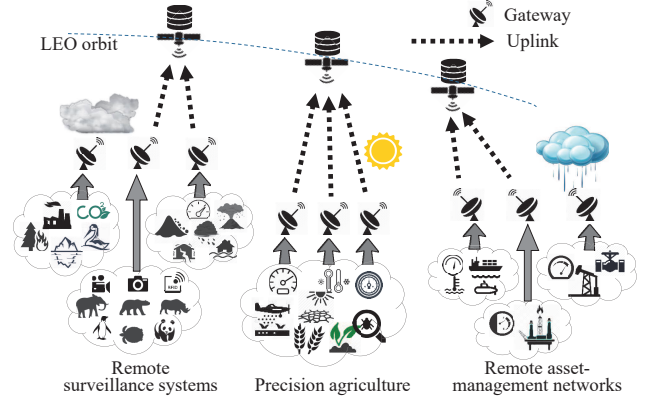 Gateway
LEO orbit
Uplink
CO2
RFID
Remote
surveillance systems
Precision agriculture
Remote asset-
management networks